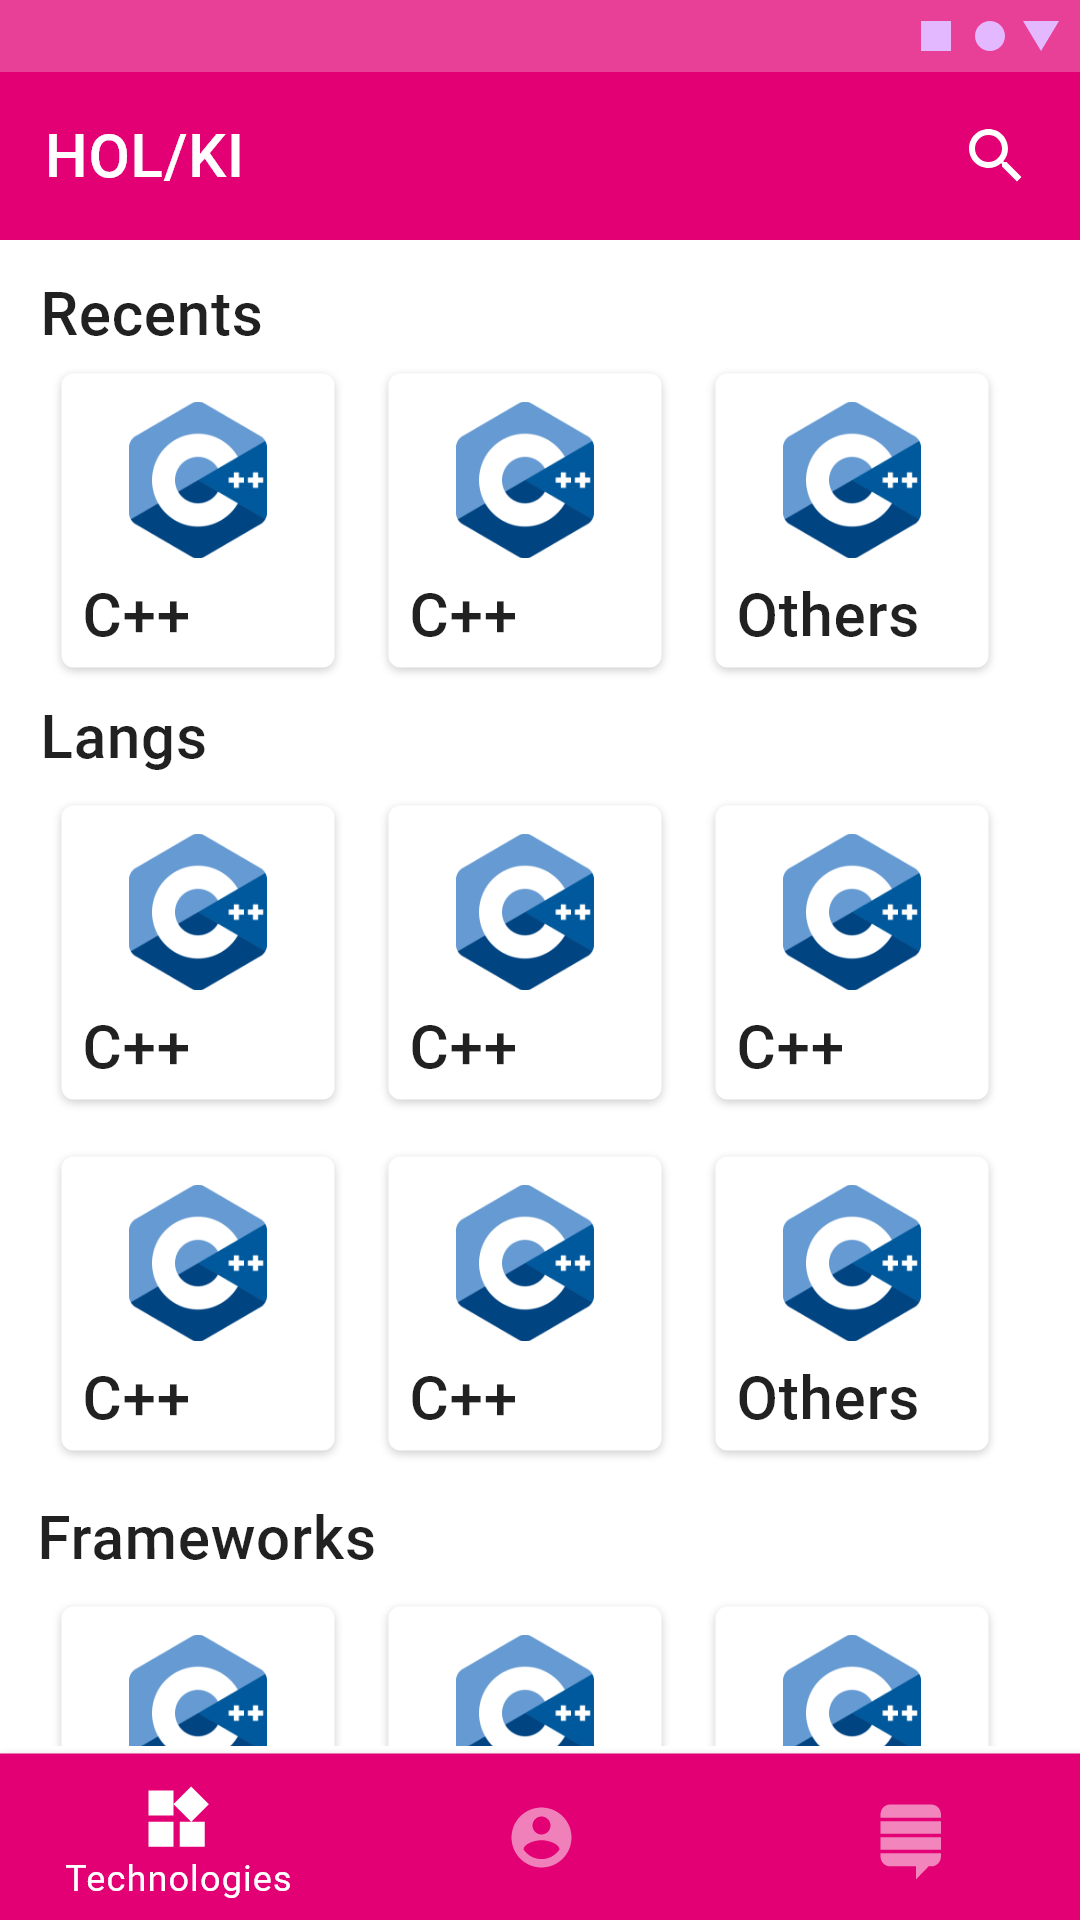 HOL/KI
Recents
C++ C++ Others
Langs
C++ C++ C++
C++ C++ Others
Frameworks
Technologies